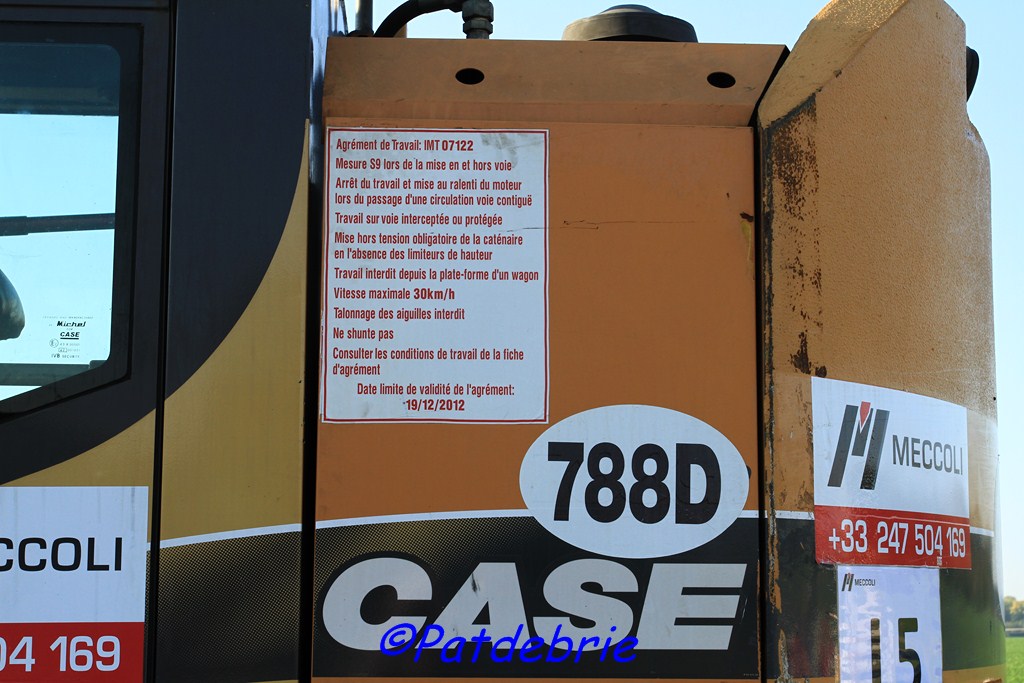 Agrément de Travail: IMT 07122
Mesure S9 lors de la mise en et hors voie
Arrêt du travail et mise au ralenti du moteur
lors du passage d'une circulation voie contiguë
Travail sur voie interceptée ou protégée
Mise hors tension obligatoire de la caténaire
en l'absence des limiteurs de hauteur
Travail interdit depuis la plate-forme d'un wagon
Vitesse maximale 30km/h
Talonnage des aiguilles interdit
Ne shunte pas
Consulter les conditions de travail de la fiche
d'agrément
Date limite de validité de l'agrément:
19/12/2012
Michel
CASE
788D
CASE
MECCOLI
+33 247 504 169
MECCOLI
15
CCOLI
04 169
©Patdebrie